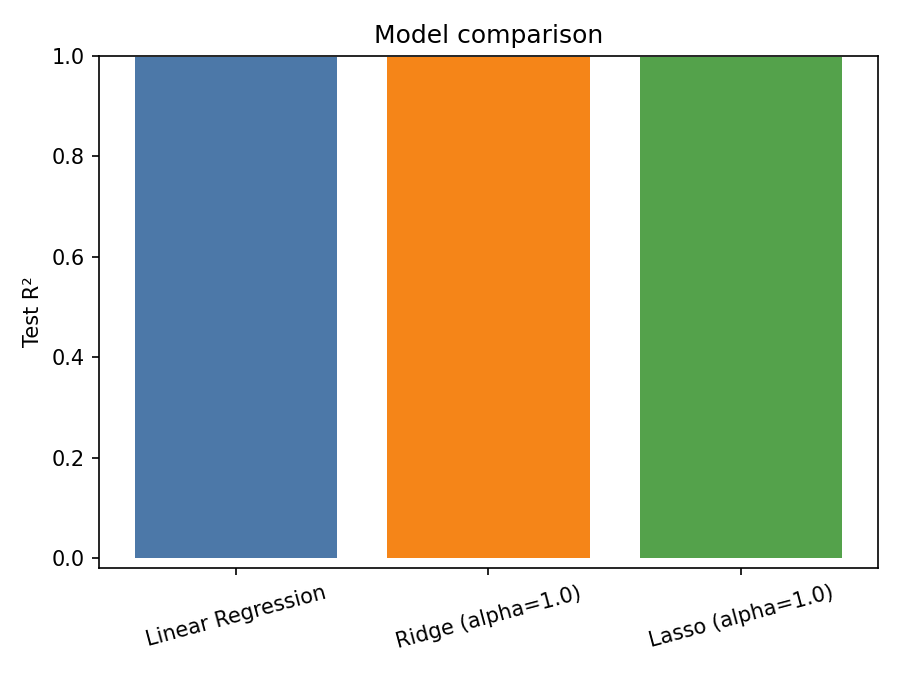 Model comparison
1.0
0.8
0.6
0.4
0.2
0.0
Test R²
Linear Regression
Ridge (alpha=1.0)
Lasso (alpha=1.0)